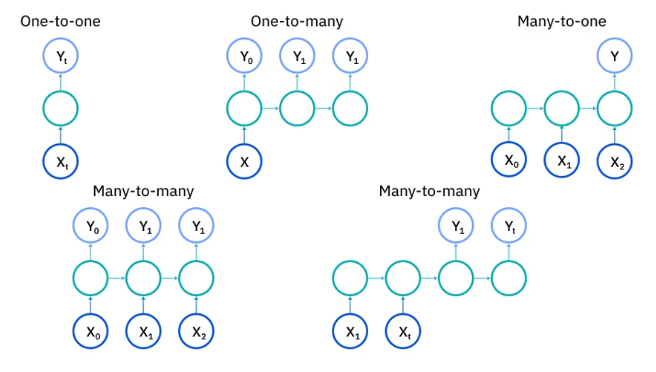 One-to-one
One-to-many
Many-to-one
Yt
Y0 Y1 Y1
Y
Xt
X
X0 X1 X2
Many-to-many
Many-to-many
Y0 Y1 Y1
Y1 Yt
X0 X1 X2
X1 Xt